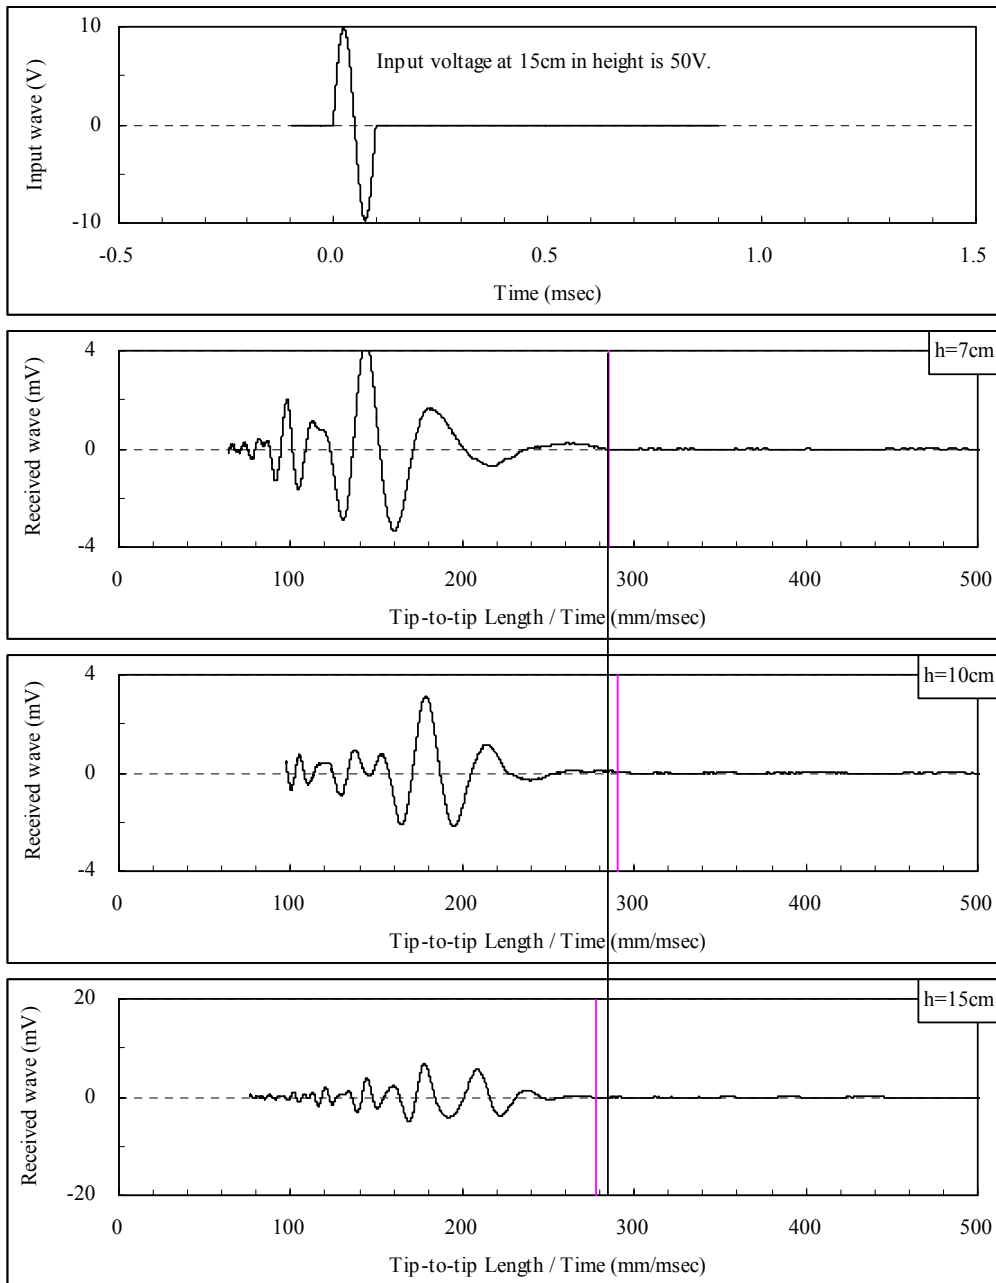 10
Input voltage at 15cm in height is 50V.
Input wave (V)
0
-10
-0.5 0.0 0.5 1.0 1.5
Time (msec)
4
h=7cm
Received wave (mV)
0
-4
0 100 200 300 400 500
Tip-to-tip Length / Time (mm/msec)
4
h=10cm
Received wave (mV)
0
-4
0 100 200 300 400 500
Tip-to-tip Length / Time (mm/msec)
20
h=15cm
Received wave (mV)
0
-20
0 100 200 300 400 500
Tip-to-tip Length / Time (mm/msec)